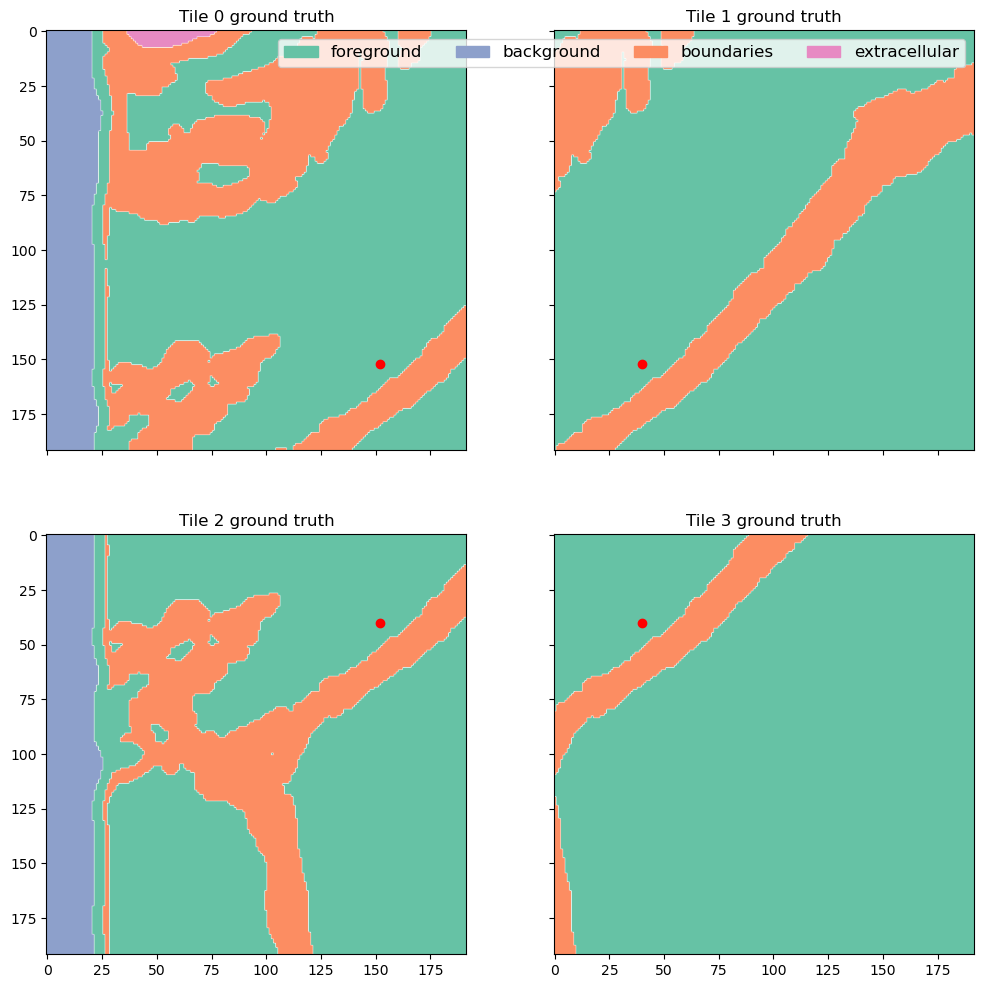 Tile 0 ground truth
Tile 1 ground truth
foreground background boundaries extracellular
0
25
50
75
100
125
150
175
Tile 2 ground truth
Tile 3 ground truth
0
25
50
75
100
125
150
175
0 25 50 75 100 125 150 175
0 25 50 75 100 125 150 175